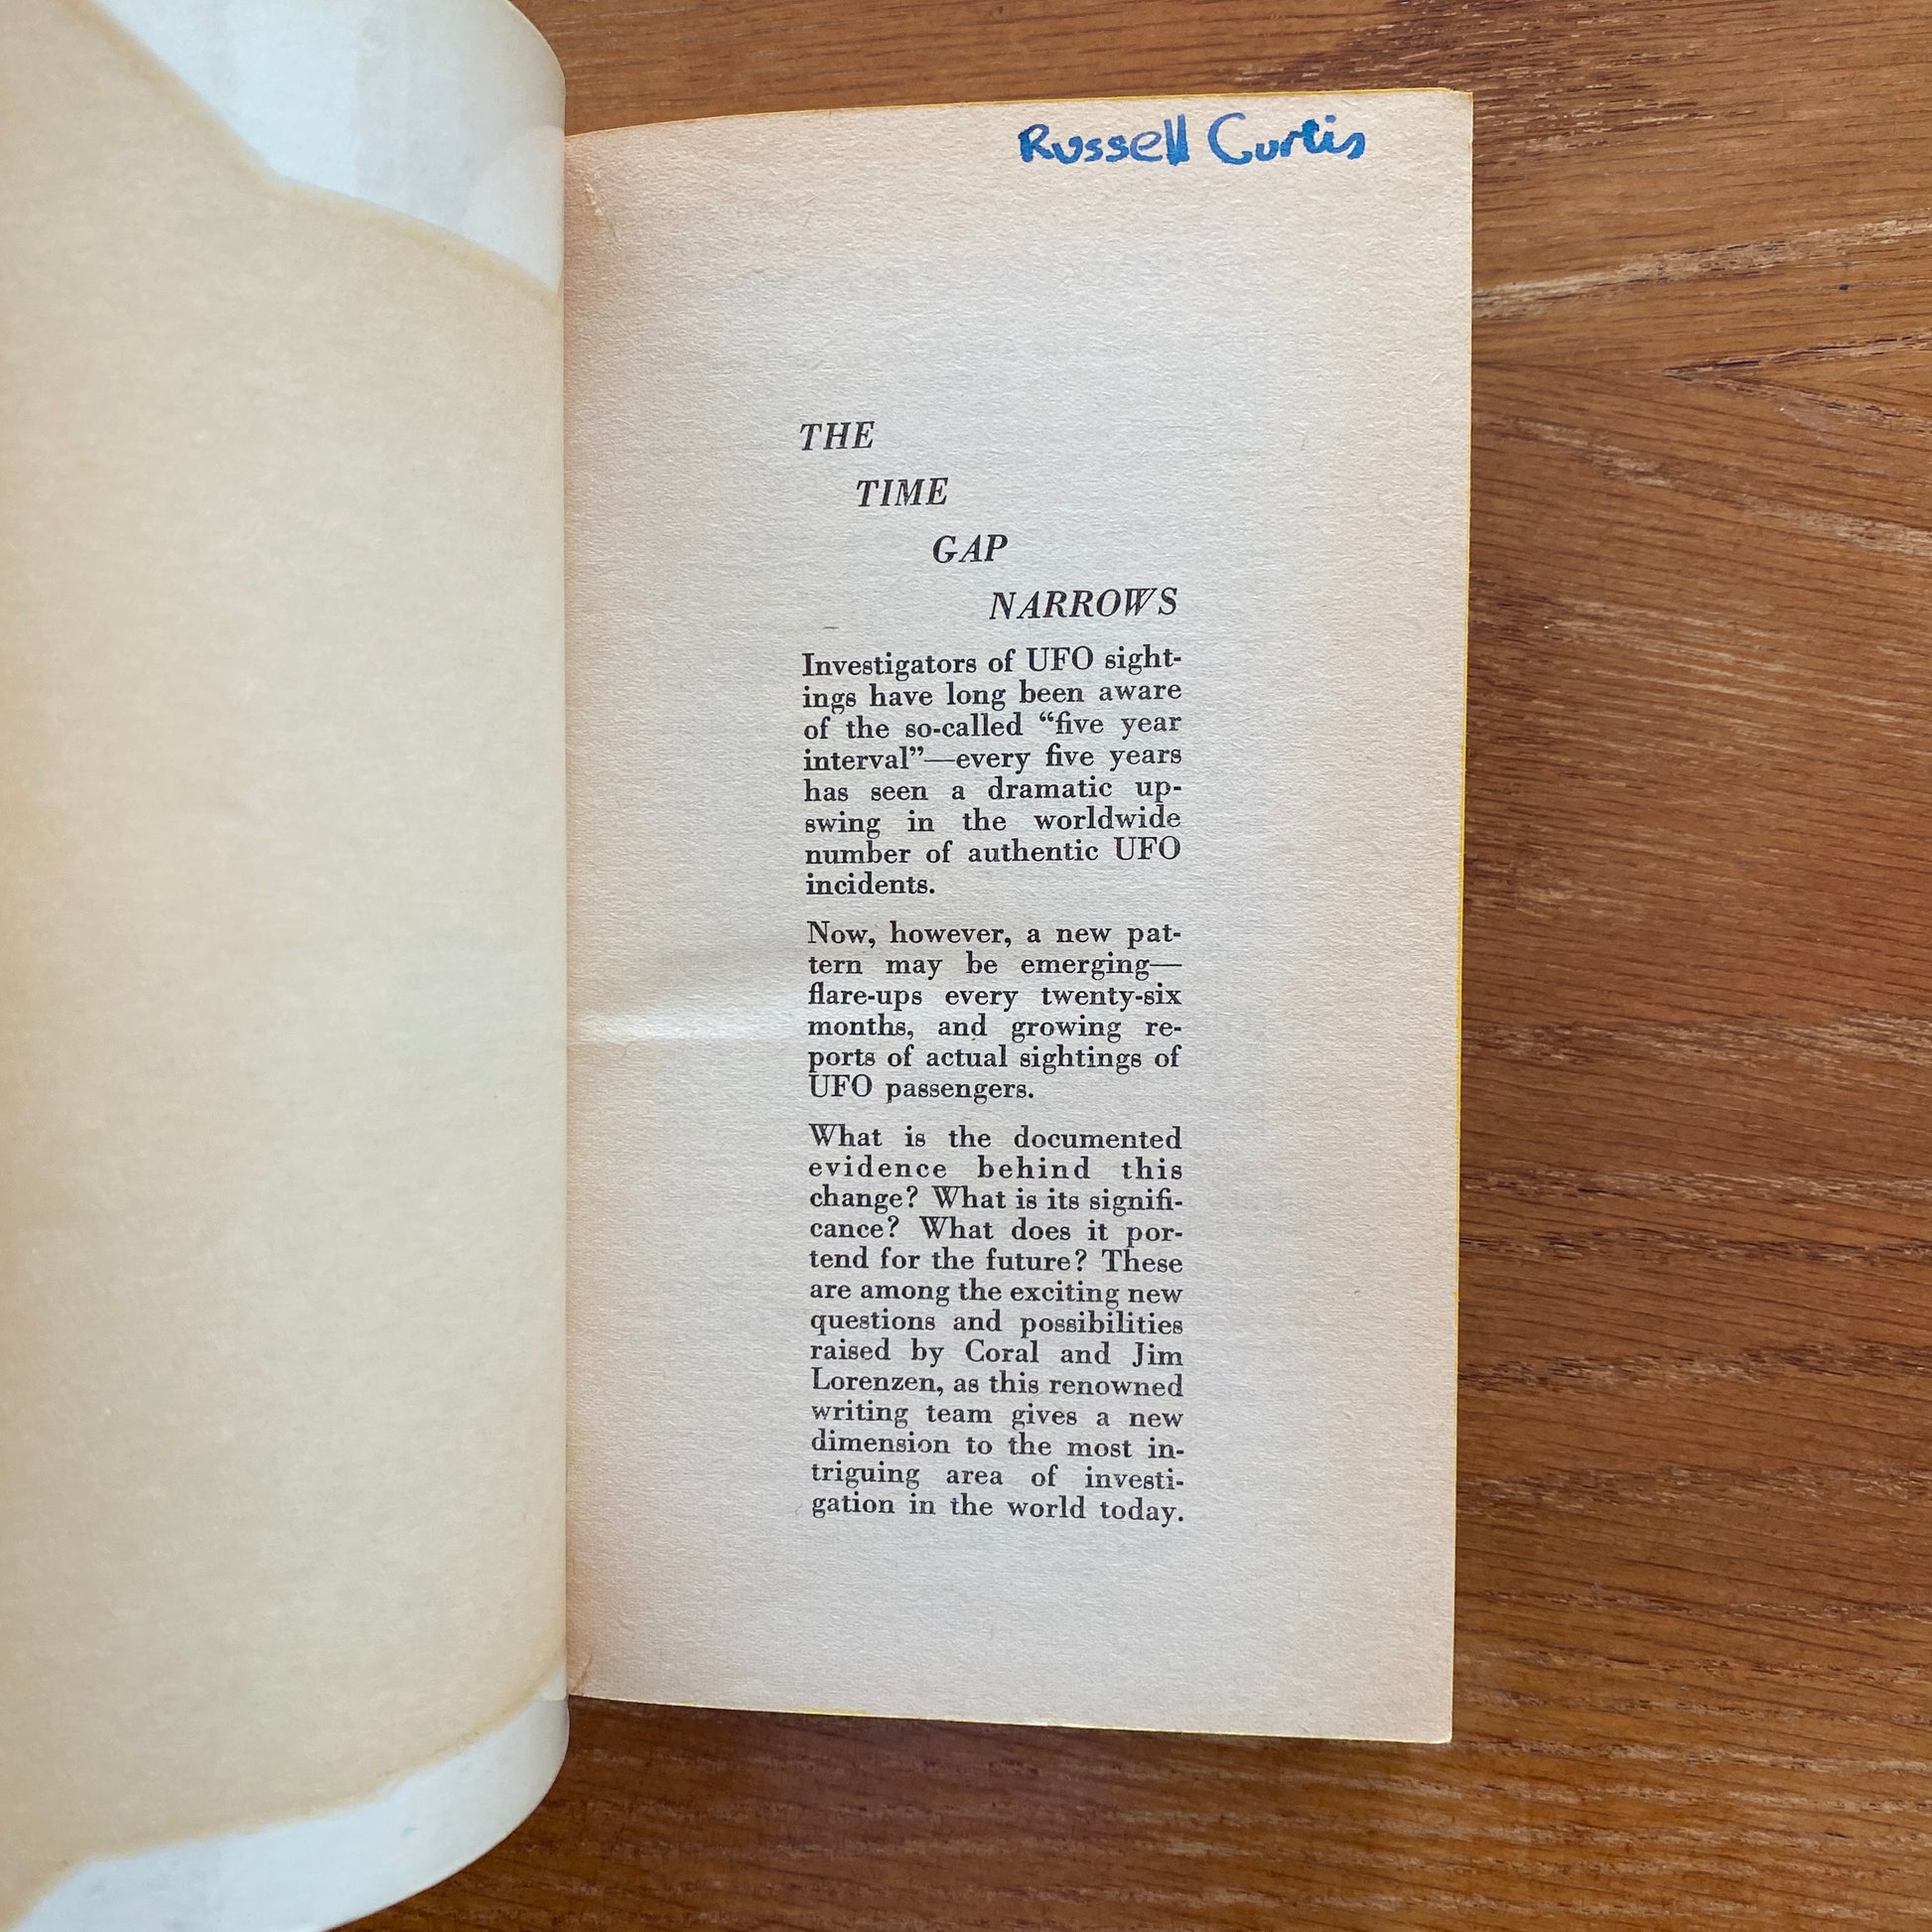 Russell Curtis
THE
TIME
GAP
NARROWS
Investigators of UFO sight-
ings have long been aware
of the so-called “five year
interval”—every five years
has seen a dramatic up-
swing in the worldwide
number of authentic UFO
incidents.
Now, however, a new pat-
tern may be emerging—
flare-ups every twenty-six
months, and growing re-
ports of actual sightings of
UFO passengers.
What is the documented
evidence behind this
change? What is its signifi-
cance? What does it por-
tend for the future? These
are among the exciting new
questions and possibilities
raised by Coral and Jim
Lorenzen, as this renowned
writing team gives a new
dimension to the most in-
triguing area of investi-
gation in the world today.